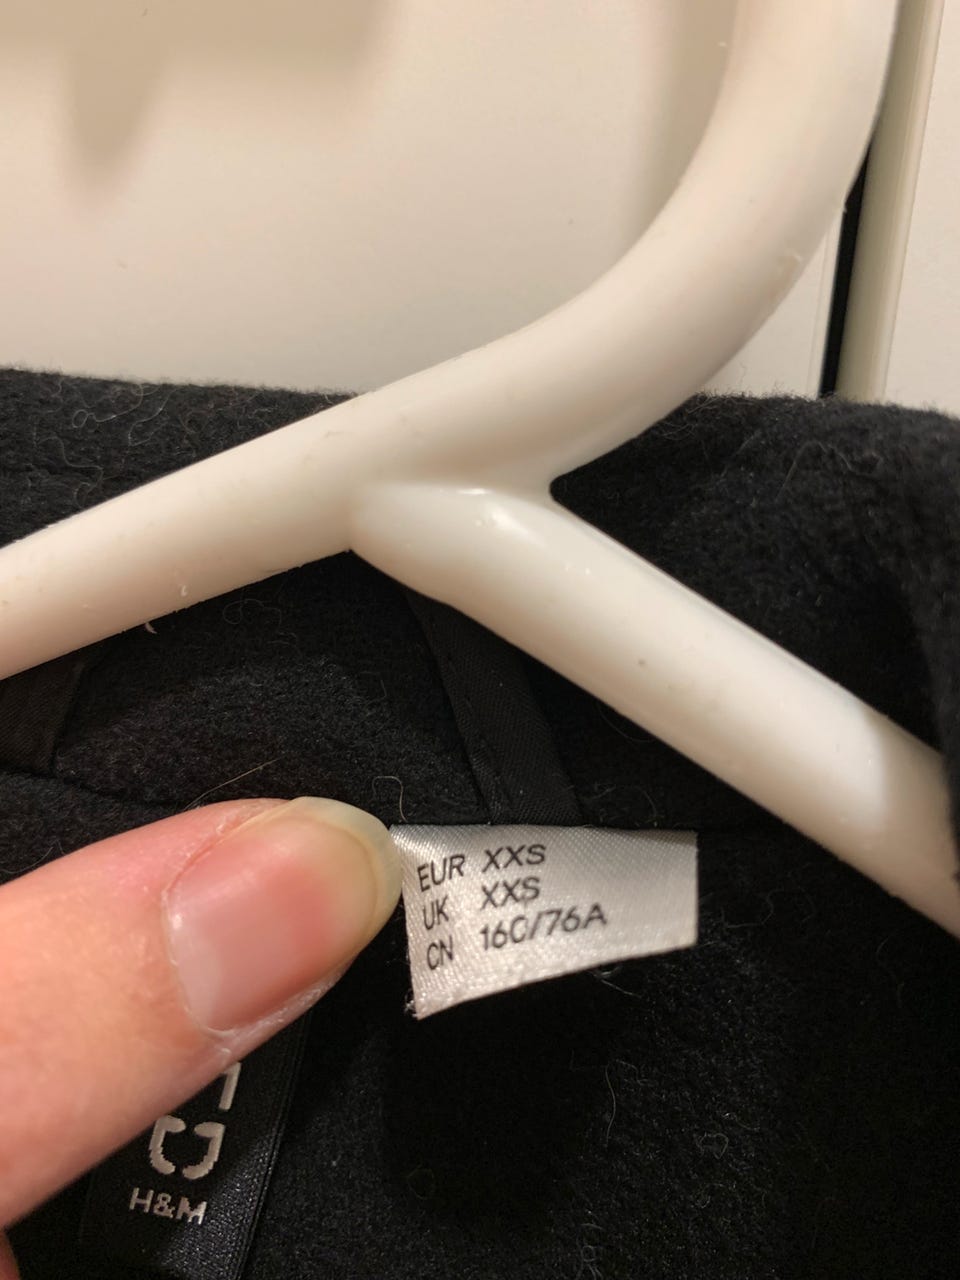 EUR XXS
UK XXS
CN 160/76A
H&M